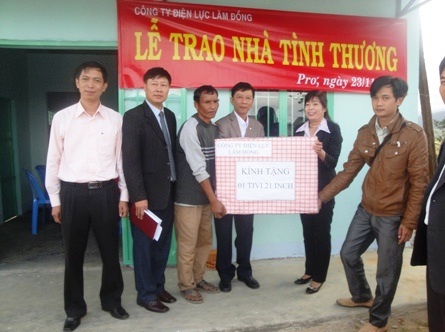 CÔNG TY ĐIỆN LỰC LÂM ĐỒNG
LỄ TRAO NHÀ TÌNH THƯƠNG
Pro, ngày 23/11
CÔNG TY ĐIỆN LỰC
LÂM ĐỒNG
KÍNH TẶNG
01 TIVI 21 INCH